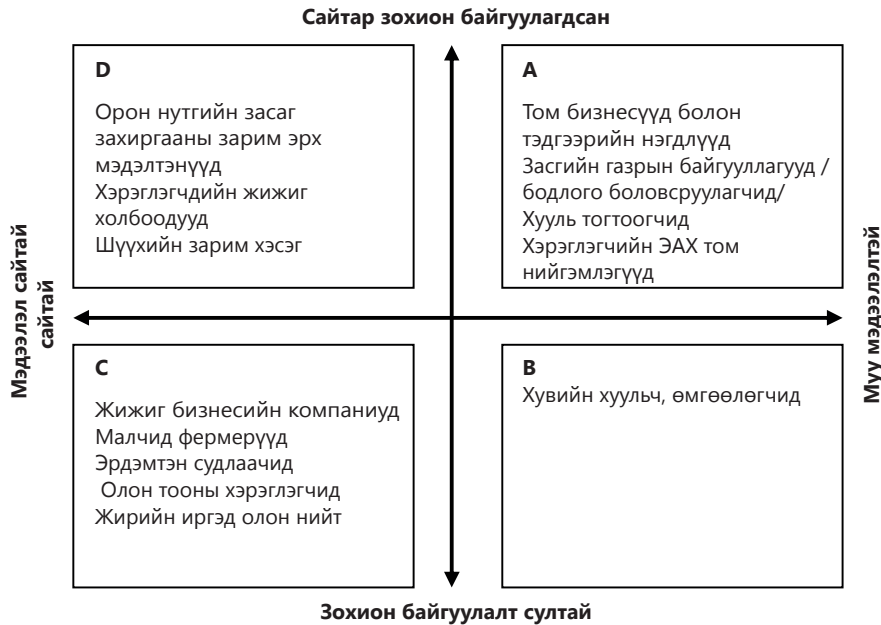 Сайтар зохион байгуулагдсан
D
Орон нутгийн засаг
захиргааны зарим эрх
мэдэлтэнүүд
Хэрэглэгчдийн жижиг
холбоодууд
Шүүхийн зарим хэсэг
A
Том бизнесүүд болон
тэдгээрийн нэгдлүүд
Засгийн газрын байгууллагууд /
бодлого боловсруулагчид/
Хууль тогтоогчид
Хэрэглэгчийн ЭАХ том
нийгэмлэгүүд
Мэдээлэл сайтай
сайтай
Муу мэдээлэлтэй
C
Жижиг бизнесийн компаниуд
Малчид фермерүүд
Эрдэмтэн судлаачид
Олон тооны хэрэглэгчид
Жирийн иргэд олон нийт
B
Хувийн хуульч, өмгөөлөгчид
Зохион байгуулалт султай